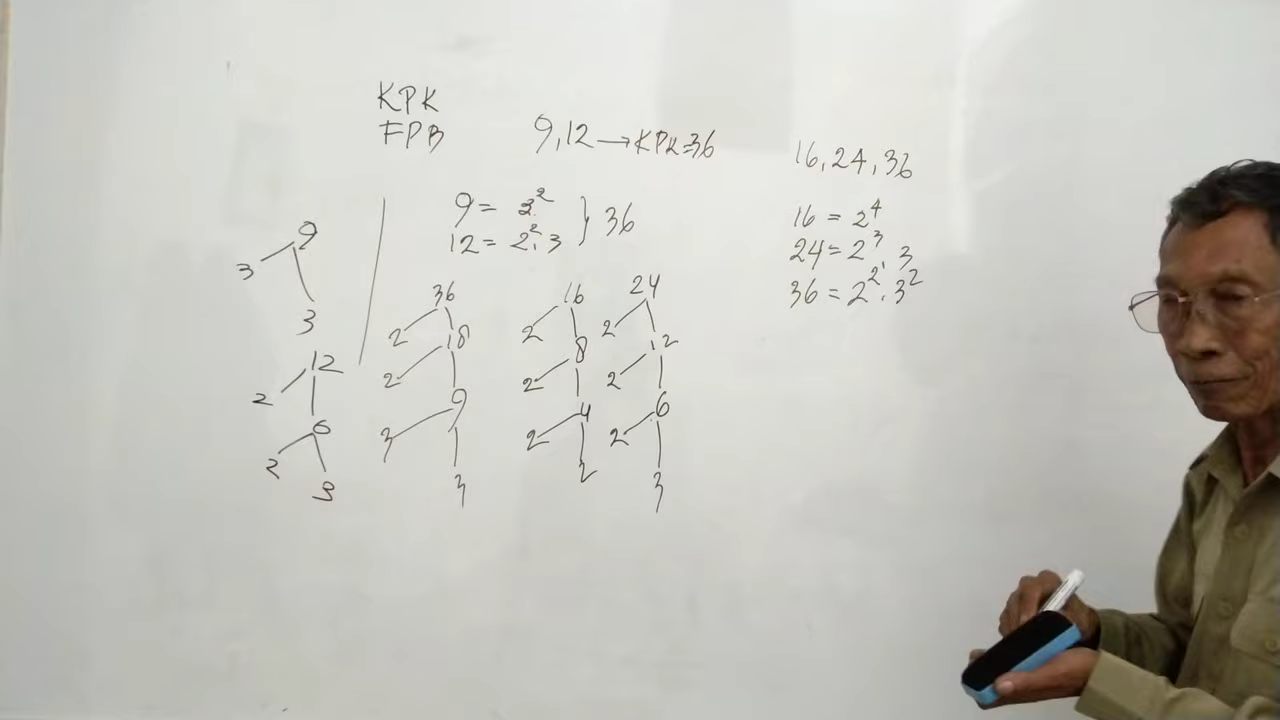 KPK
FPB
9,12 → KPK=36
9 = 3²
12 = 2².3 } 36
9
3
3
12
2
6
2
3
36
2 18
2 9
3 3
16
2 8
2 4
2 2
24
2 12
2 6
2 3
16, 24, 36
16 = 2⁴
24 = 2³.3
36 = 2².3²